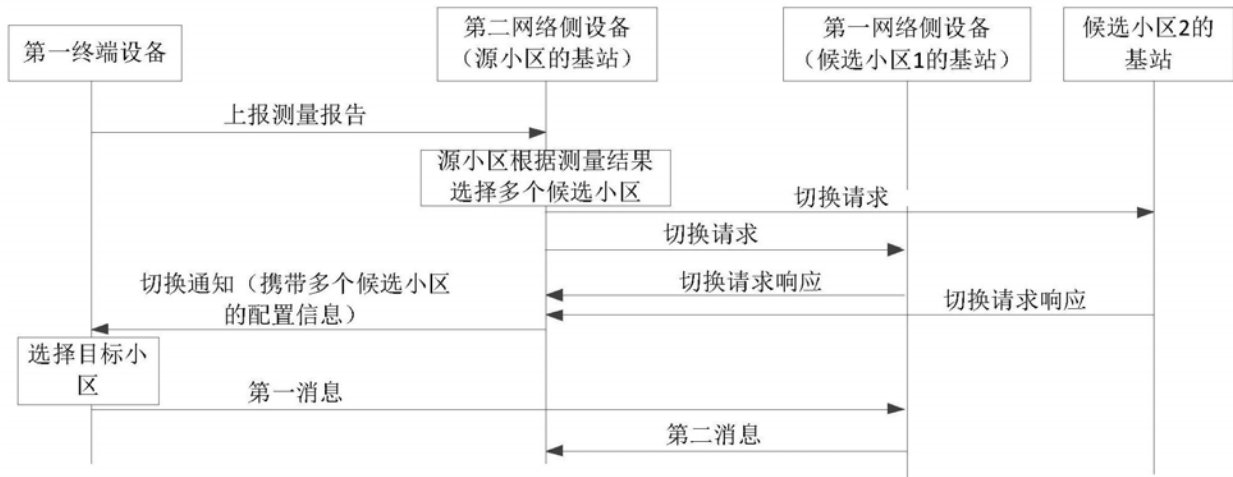 第一终端设备
第二网络侧设备
（源小区的基站）
第一网络侧设备
（候选小区1的基站）
候选小区2的
基站
上报测量报告
源小区根据测量结果
选择多个候选小区
切换请求
切换请求
切换请求响应
切换请求响应
切换通知（携带多个候选小区
的配置信息）
选择目标小
区
第一消息
第二消息